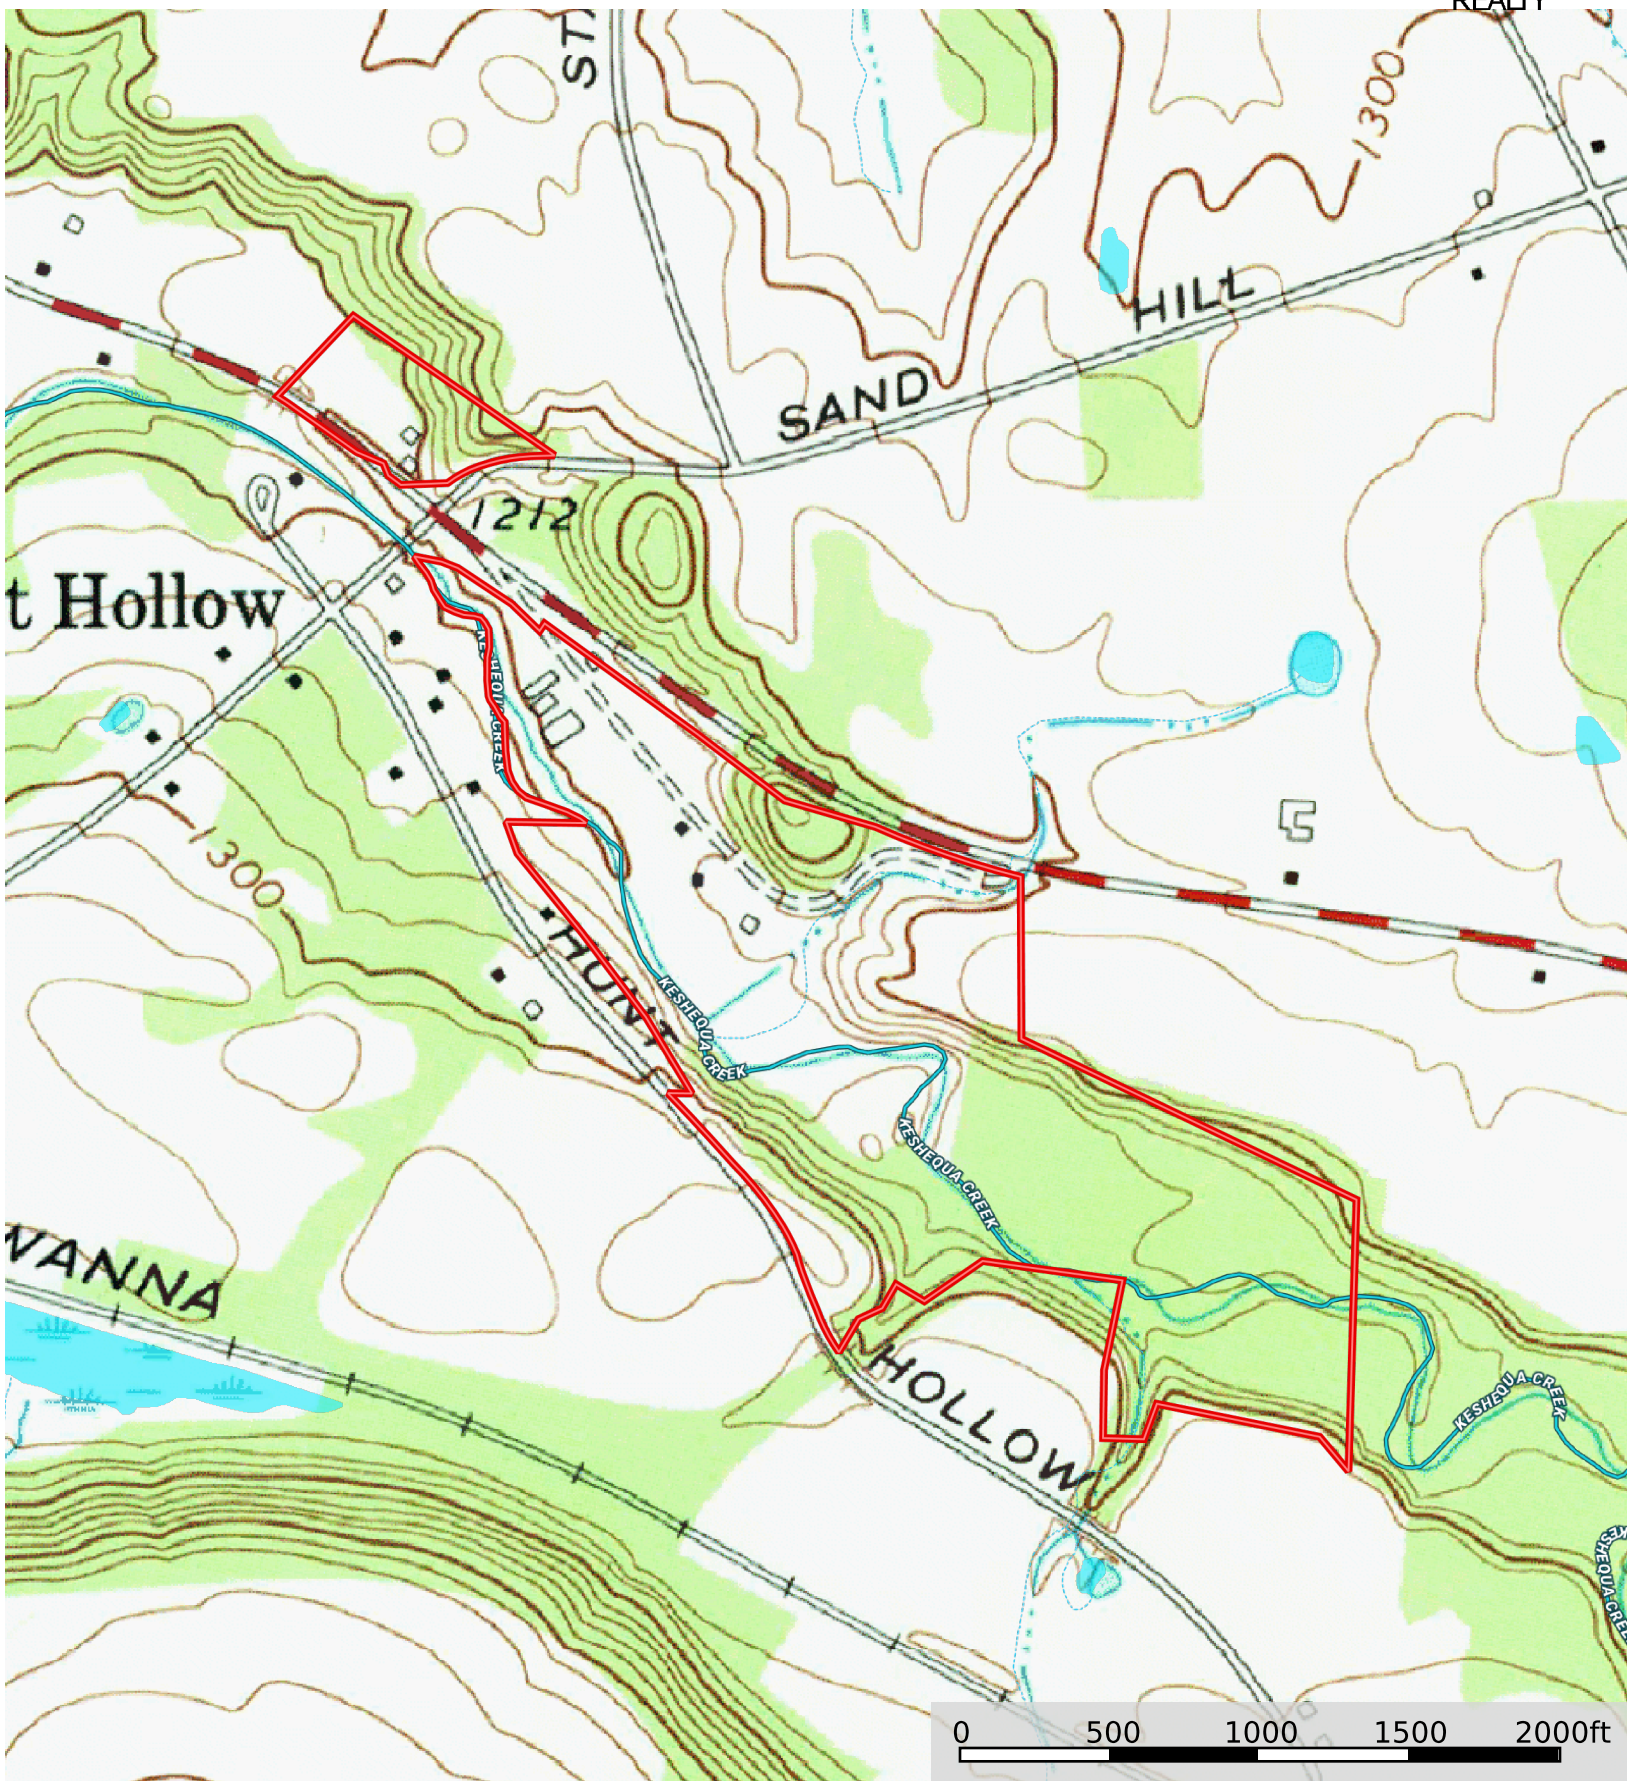 REALTY
ST
1300
HILL
SAND
1212
t Hollow
KESHEQUA CREEK
1300
HUNT
KESHEQUA CREEK
KESHEQUA CREEK
WANNA
HOLLOW
KESHEQUA CREEK
KESHEQUA CREE
0 500 1000 1500 2000ft